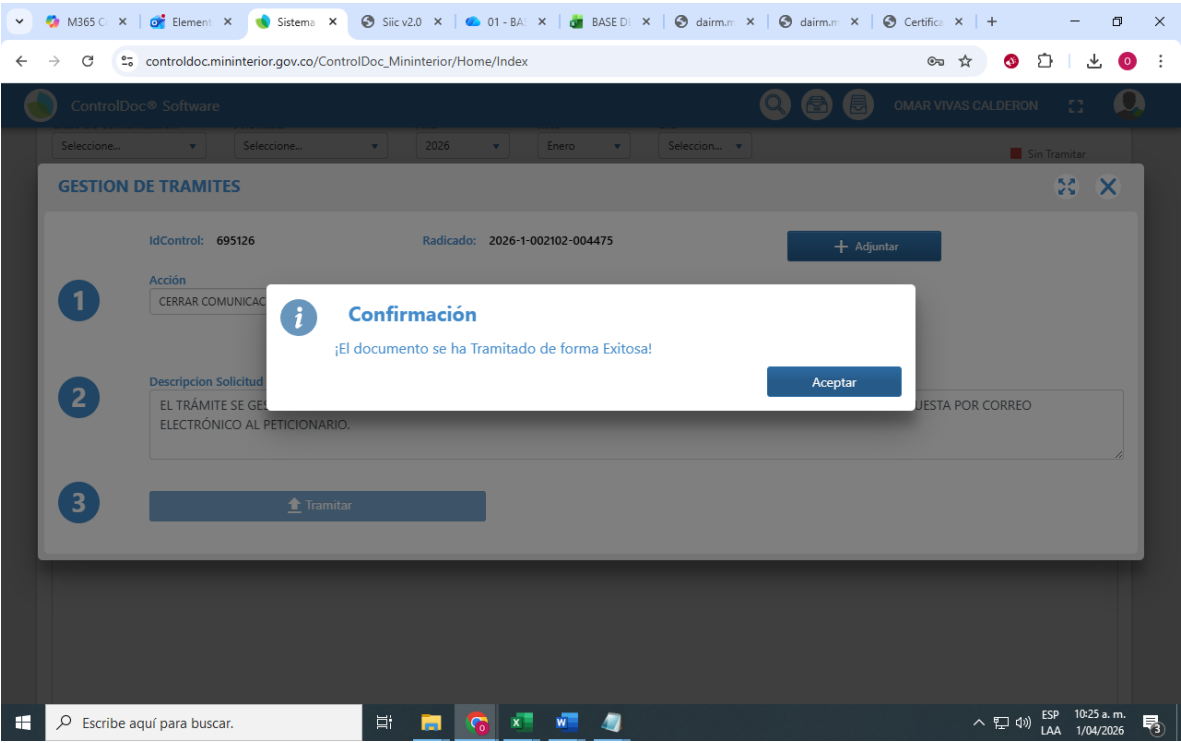 M365 C
Element
Sistema
Siic v2.0
01 - BA
BASE D
dairm.m
dairm.m
Certifica
controldoc.mininterior.gov.co/ControlDoc_Mininterior/Home/Index
O
ControlDoc® Software
OMAR VIVAS CALDERON
Seleccione...
Seleccione...
2026
Enero
Seleccion...
Sin Tramitar
GESTION DE TRAMITES
IdControl: 695126
Radicado: 2026-1-002102-004475
Adjuntar
1
Acción
CERRAR COMUNICAC
i
Confirmación
¡El documento se ha Tramitado de forma Exitosa!
Aceptar
2
Descripcion Solicitud
EL TRÁMITE SE GES
UESTA POR CORREO
ELECTRÓNICO AL PETICIONARIO.
3
Tramitar
Escribe aquí para buscar.
ESP
LAA
10:25 a. m.
1/04/2026
3